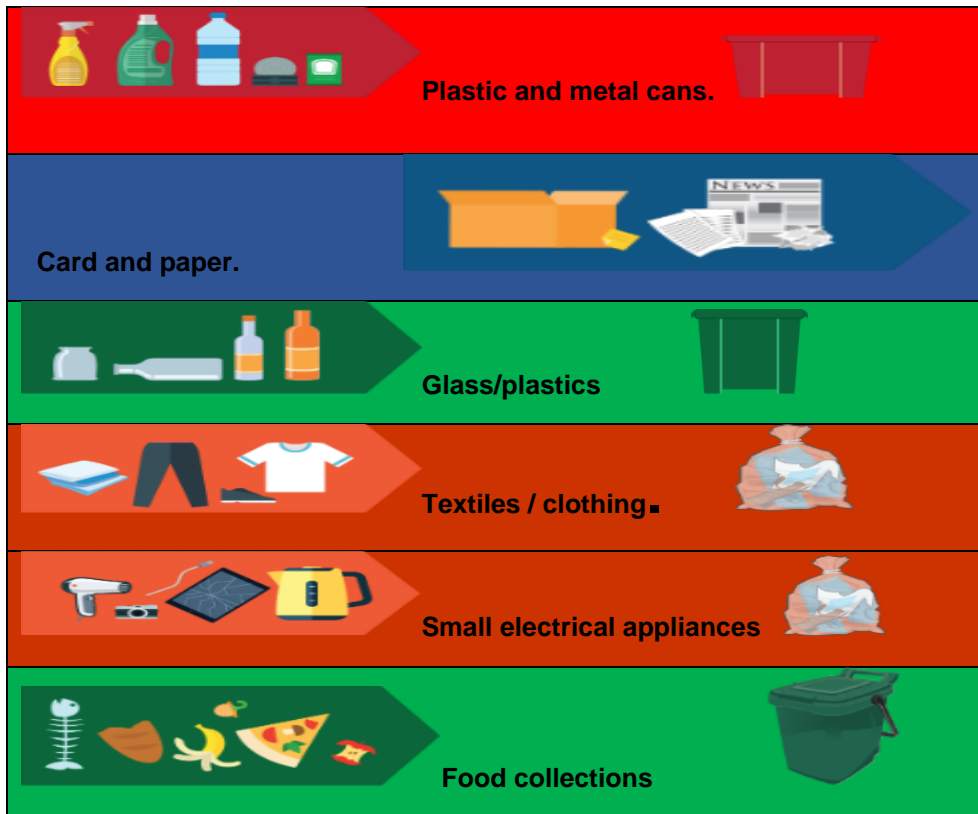 Plastic and metal cans.
NEWS
Card and paper.
Glass/plastics
Textiles / clothing.
Small electrical appliances
Food collections